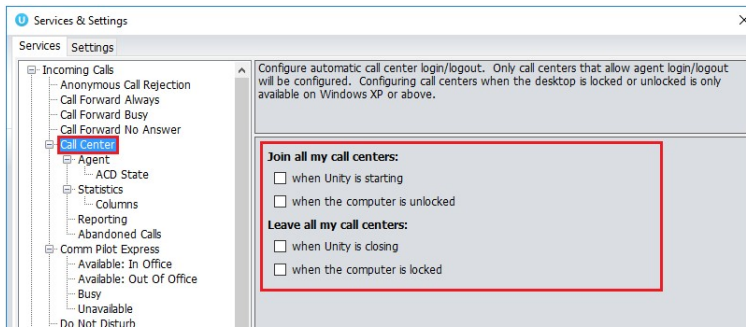 Services & Settings
Services Settings
Incoming Calls
Anonymous Call Rejection
Call Forward Always
Call Forward Busy
Call Forward No Answer
Call Center
Agent
ACD State
Statistics
Columns
Reporting
Abandoned Calls
Comm Pilot Express
Available: In Office
Available: Out Of Office
Busy
Unavailable
Do Not Disturb
Configure automatic call center login/logout. Only call centers that allow agent login/logout
will be configured. Configuring call centers when the desktop is locked or unlocked is only
available on Windows XP or above.
Join all my call centers:
when Unity is starting
when the computer is unlocked
Leave all my call centers:
when Unity is closing
when the computer is locked